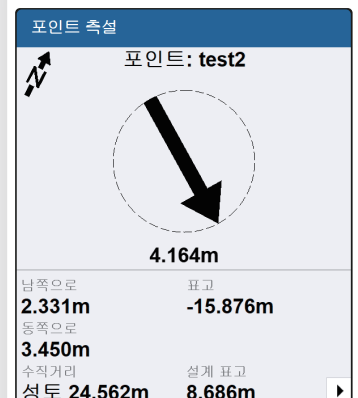 포인트 측설
N
포인트: test2
4.164m
남쪽으로 표고
2.331m -15.876m
동쪽으로
3.450m
수직거리 설계 표고
성토 24.562m 8.686m